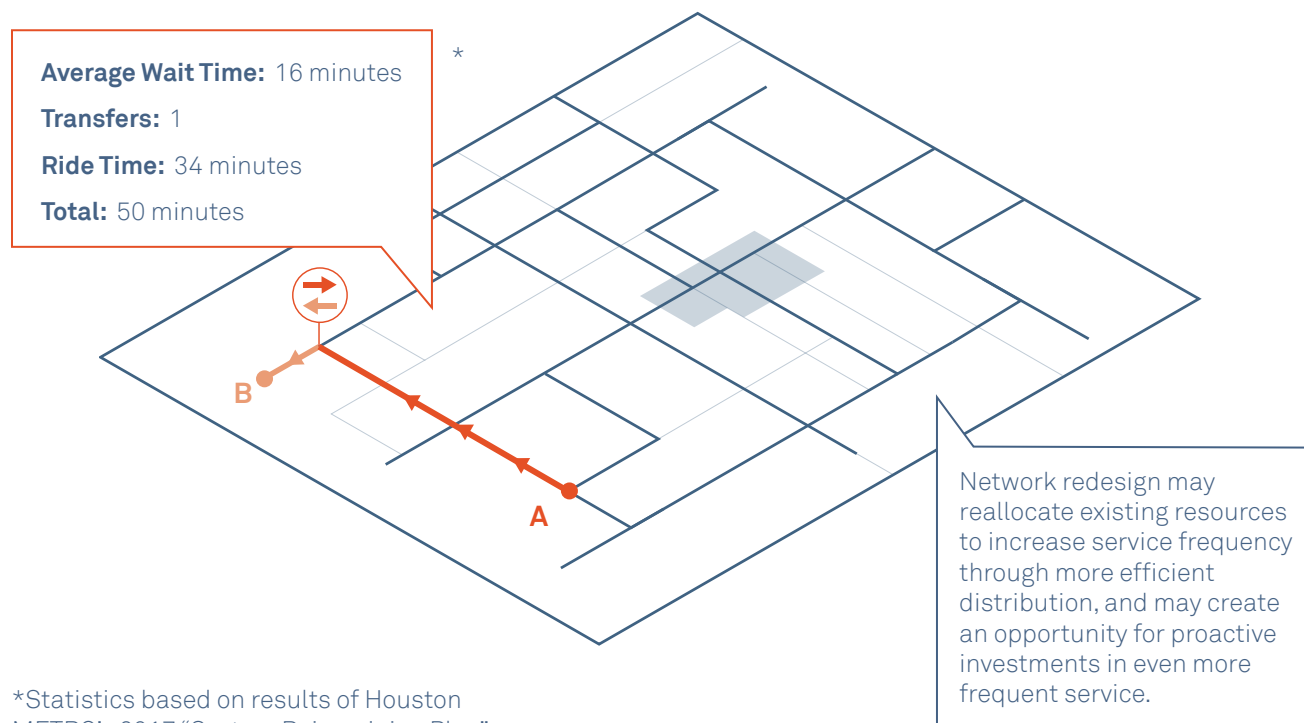 *
Average Wait Time: 16 minutes
Transfers: 1
Ride Time: 34 minutes
Total: 50 minutes
B
A
Network redesign may
reallocate existing resources
to increase service frequency
through more efficient
distribution, and may create
an opportunity for proactive
investments in even more
frequent service.
*Statistics based on results of Houston